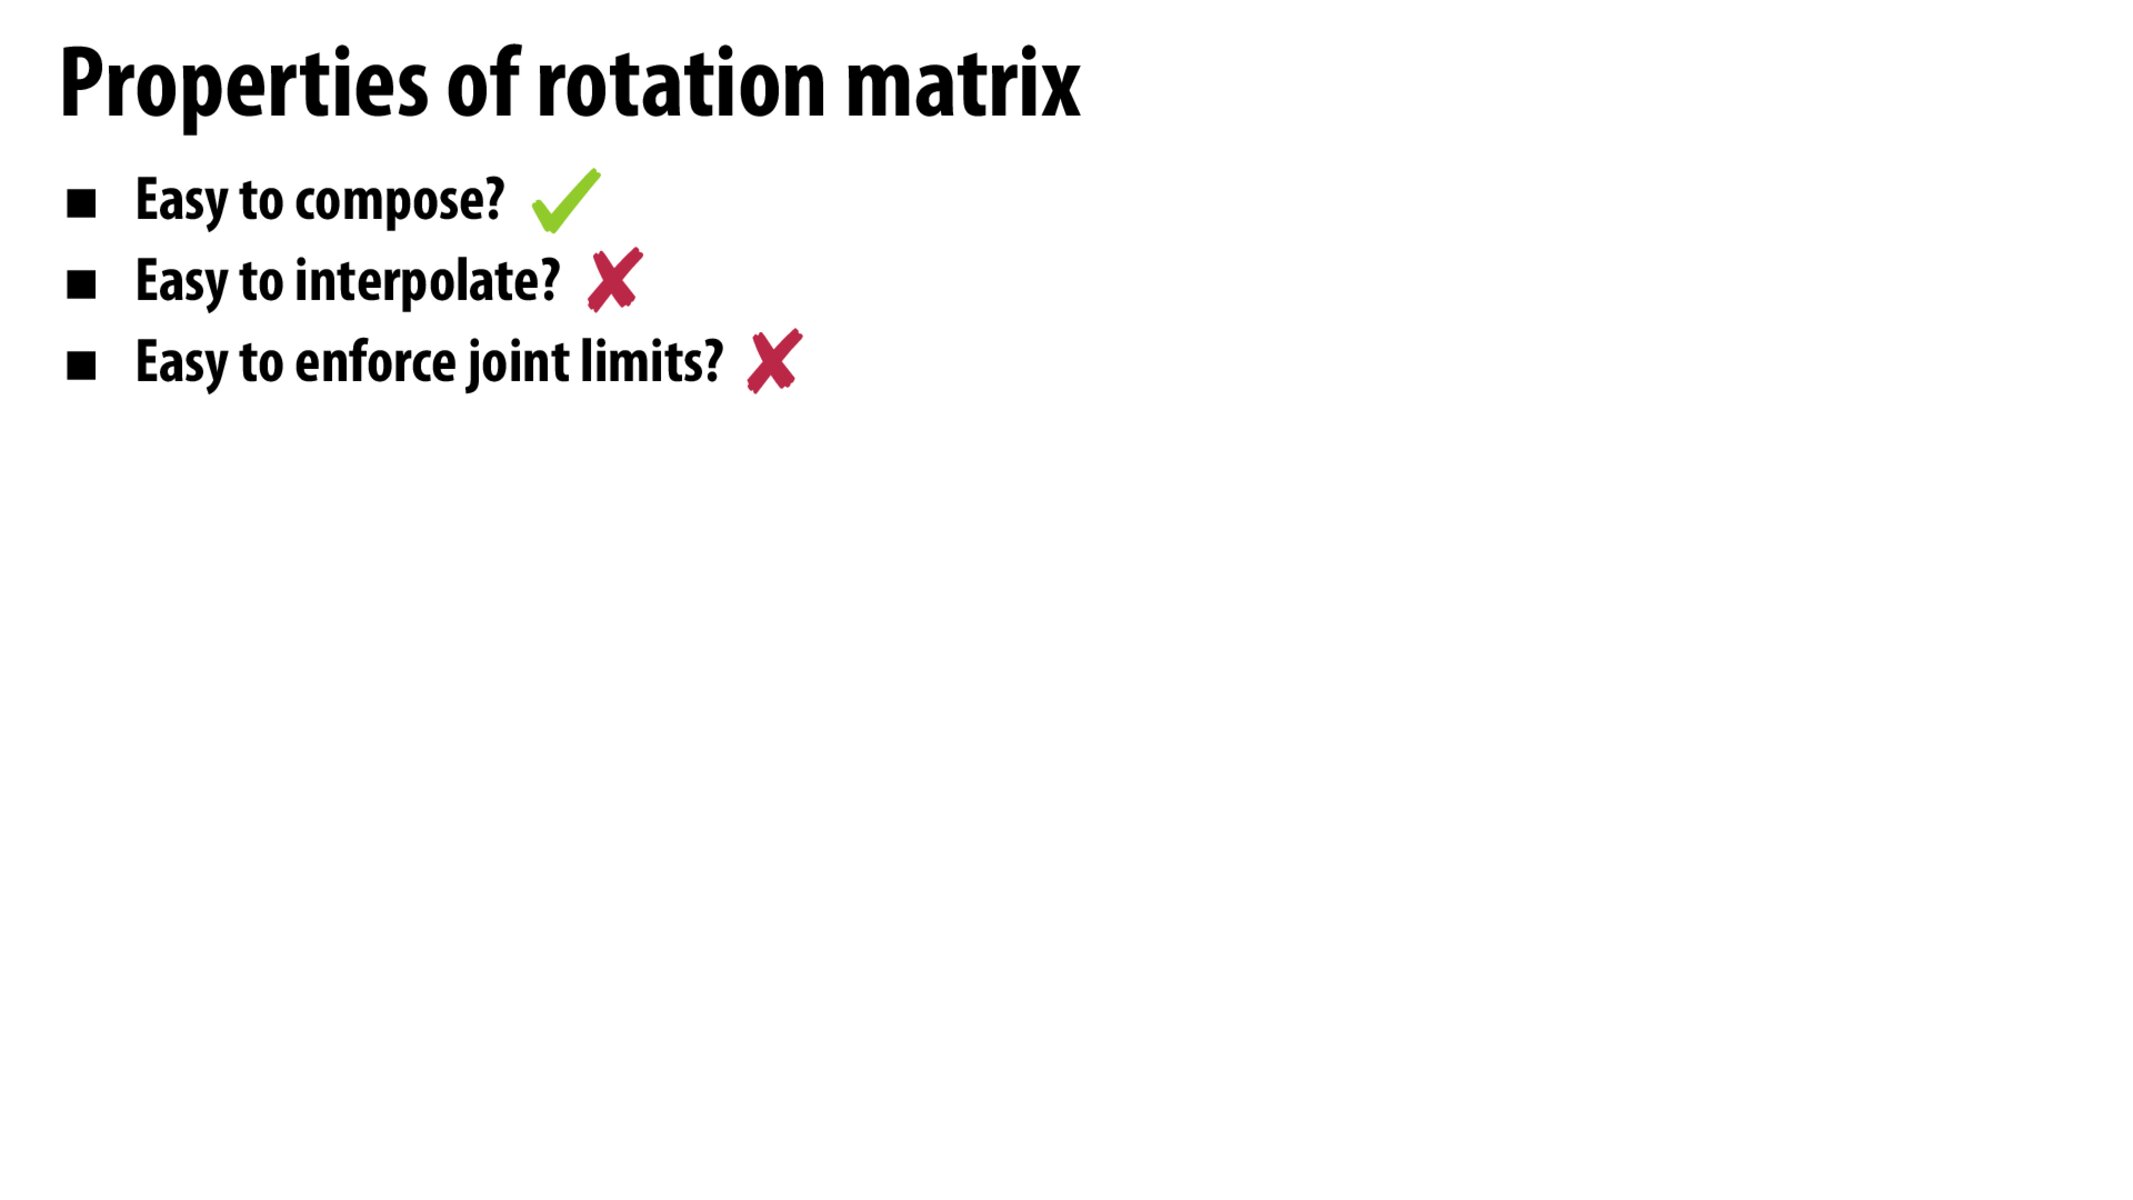 Properties of rotation matrix
■ Easy to compose? ✓
■ Easy to interpolate? ✗
■ Easy to enforce joint limits? ✗